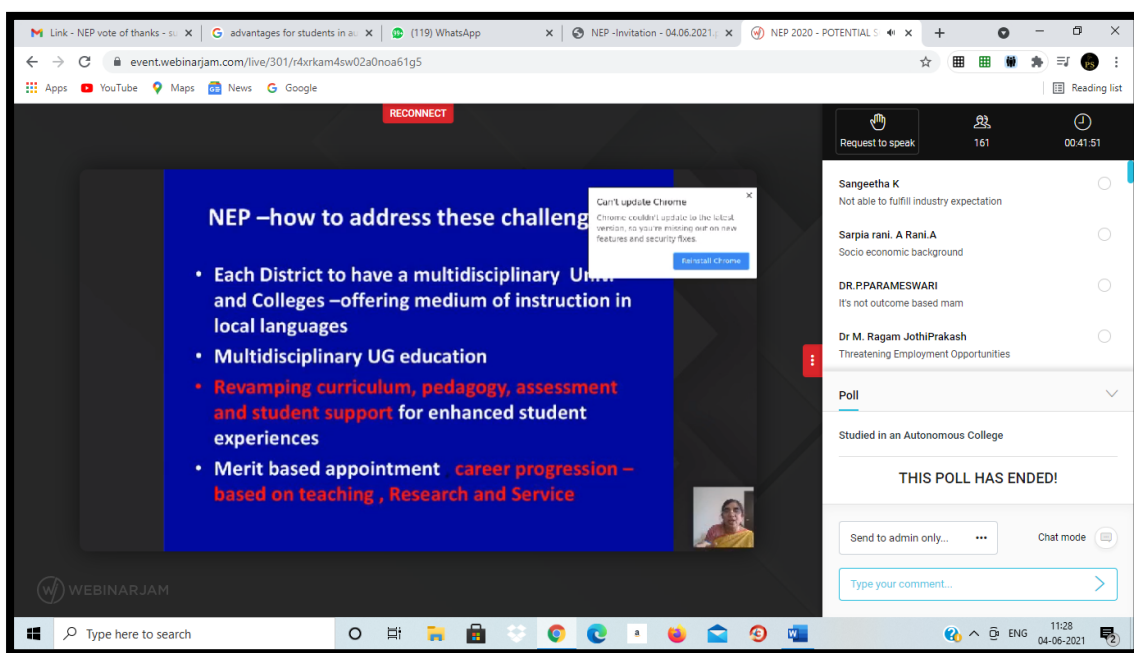 Link - NEP vote of thanks - su
advantages for students in au
(119) WhatsApp
NEP -Invitation - 04.06.2021.p
NEP 2020 - POTENTIAL S
event.webinarjam.com/live/301/r4xrkam4sw02a0noa61g5
Apps YouTube Maps News Google
Reading list
RECONNECT
Request to speak
161
00:41:51
NEP –how to address these challeng
Can't update Chrome
Chrome couldn't update to the latest
version, so you're missing out on new
features and security fixes.
Reinstall Chrome
• Each District to have a multidisciplinary
and Colleges –offering medium of instruction in
local languages
• Multidisciplinary UG education
• Revamping curriculum, pedagogy, assessment
and student support for enhanced student
experiences
• Merit based appointment career progression –
based on teaching , Research and Service
WEBINARJAM
Sangeetha K
Not able to fulfill industry expectation
Sarpia rani. A Rani.A
Socio economic background
DR.P.PARAMESWARI
It's not outcome based mam
Dr M. Ragam JothiPrakash
Threatening Employment Opportunities
Poll
Studied in an Autonomous College
THIS POLL HAS ENDED!
Send to admin only...
Chat mode
Type your comment...
Type here to search
ENG
11:28
04-06-2021